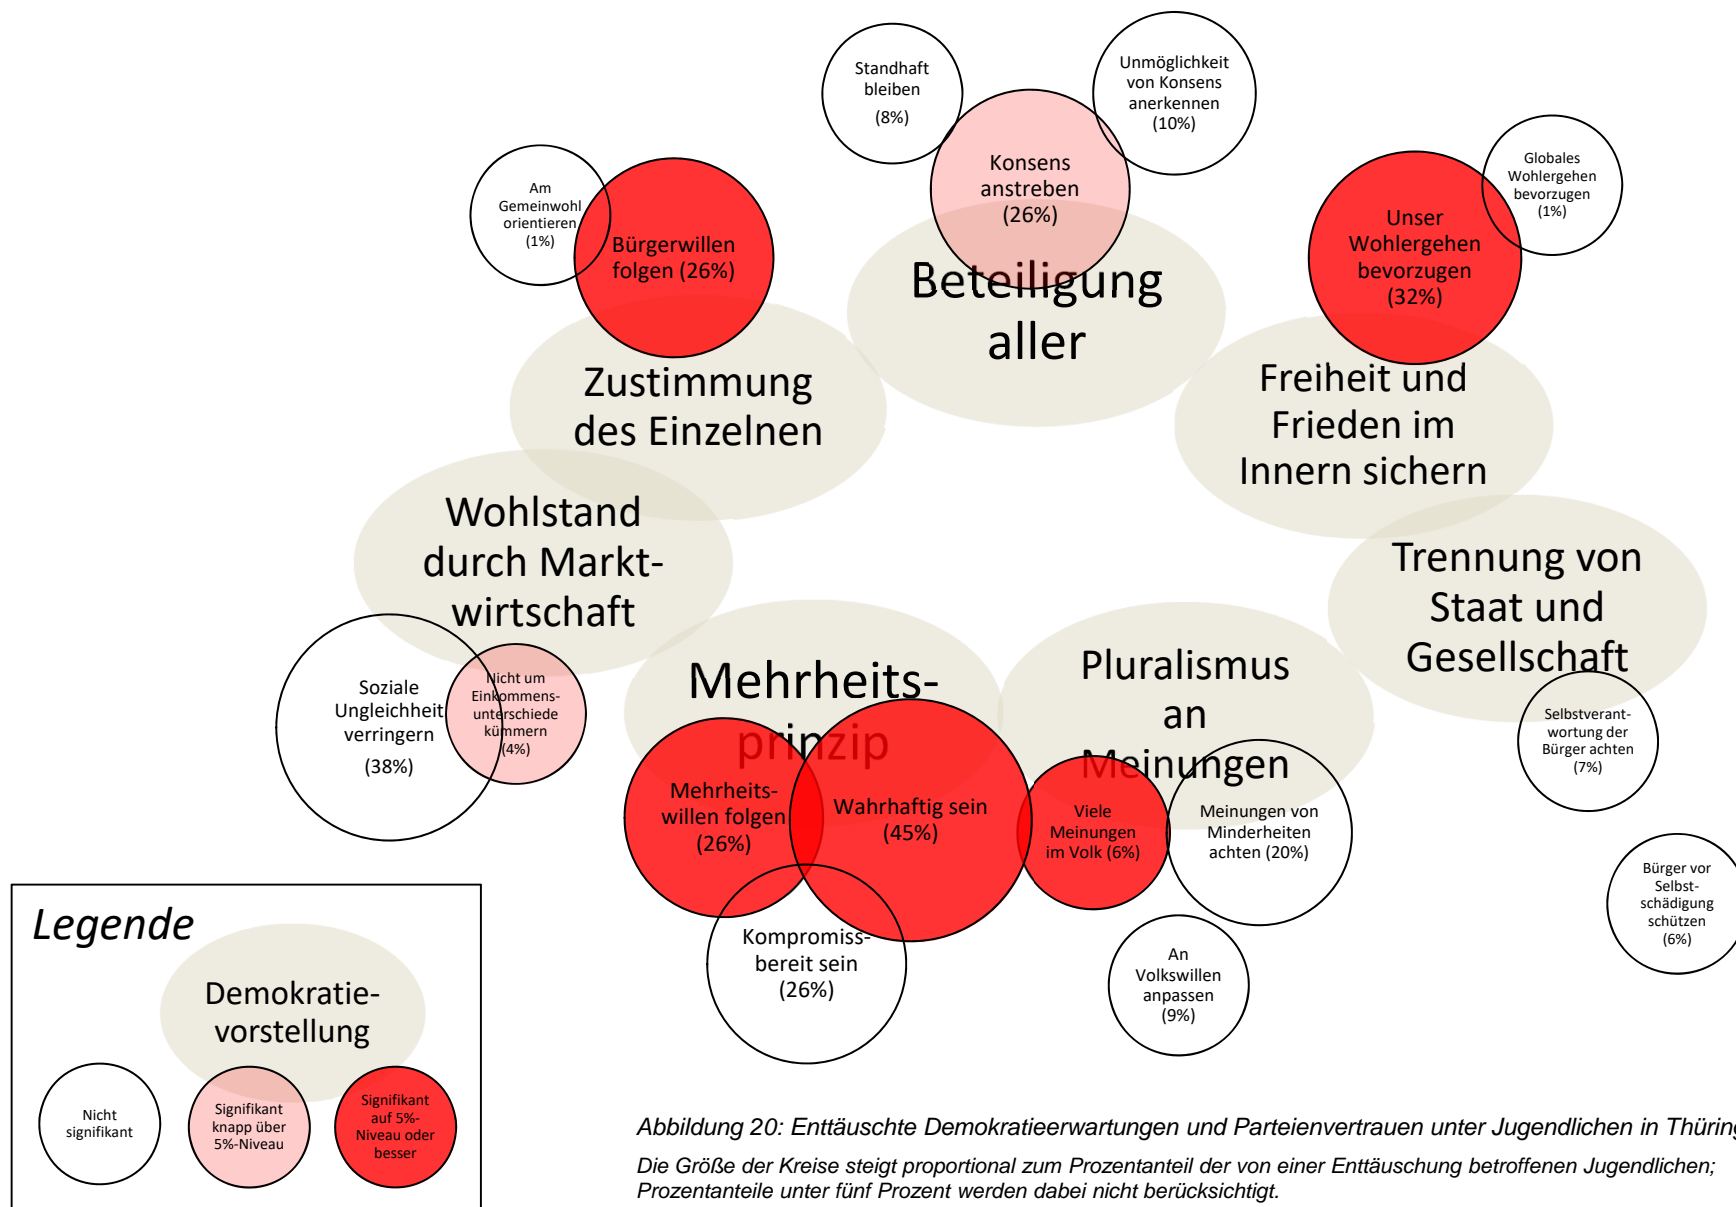 Standhaft
bleiben
(8%)
Unmöglichkeit
von Konsens
anerkennen
(10%)
Konsens
anstreben
(26%)
Beteiligung
aller
Am
Gemeinwohl
orientieren
(1%)
Bürgerwillen
folgen (26%)
Zustimmung
des Einzelnen
Globales
Wohlergehen
bevorzugen
(1%)
Unser
Wohlergehen
bevorzugen
(32%)
Freiheit und
Frieden im
Innern sichern
Wohlstand
durch Markt-
wirtschaft
Soziale
Ungleichheit
verringern
(38%)
Nicht um
Einkommens-
unterschiede
kümmern
(4%)
Mehrheits-
prinzip
Mehrheits-
willen folgen
(26%)
Wahrhaftig sein
(45%)
Kompromiss-
bereit sein
(26%)
Pluralismus
an
Meinungen
Viele
Meinungen
im Volk (6%)
Meinungen von
Minderheiten
achten (20%)
An
Volkswillen
anpassen
(9%)
Trennung von
Staat und
Gesellschaft
Selbstverant-
wortung der
Bürger achten
(7%)
Bürger vor
Selbst-
schädigung
schützen
(6%)
Legende
Demokratie-
vorstellung
Nicht
signifikant
Signifikant
knapp über
5%-Niveau
Signifikant
auf 5%-
Niveau oder
besser
Abbildung 20: Enttäuschte Demokratieerwartungen und Parteienvertrauen unter Jugendlichen in Thüring
Die Größe der Kreise steigt proportional zum Prozentanteil der von einer Enttäuschung betroffenen Jugendlichen;
Prozentanteile unter fünf Prozent werden dabei nicht berücksichtigt.